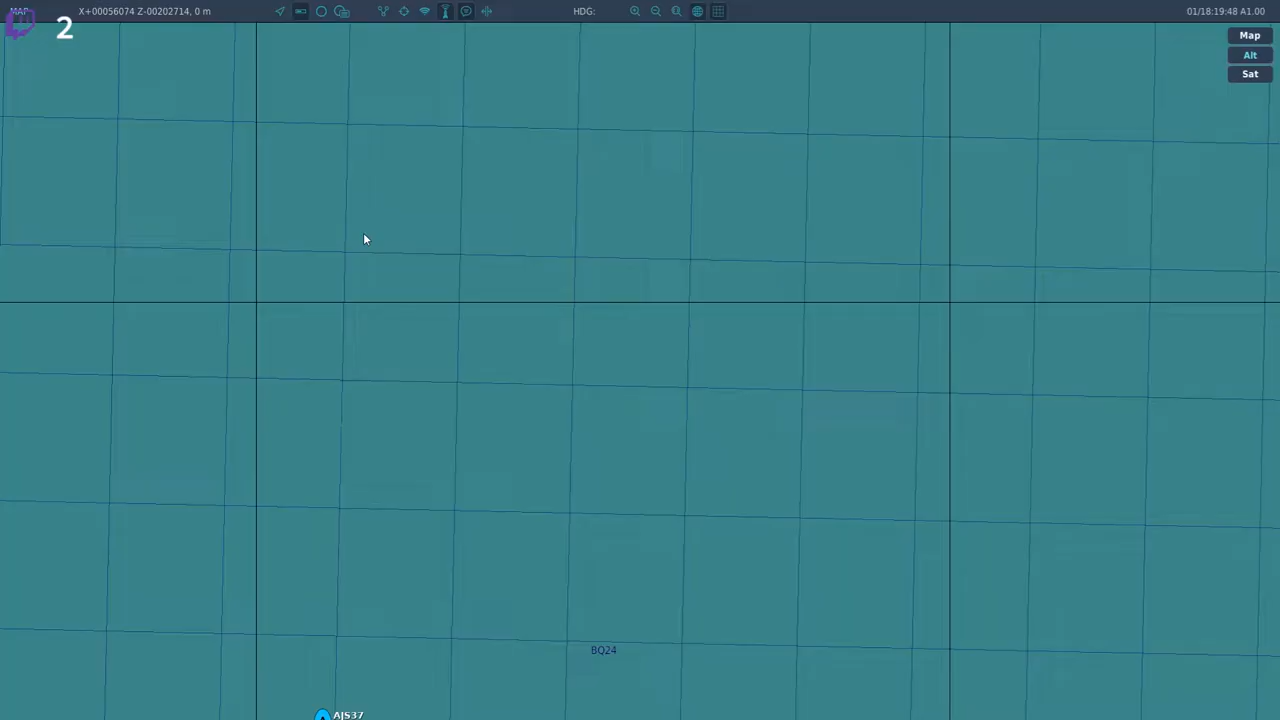 MAP X+00056074 Z-00202714, 0 m HDG: 01/18:19:48 A1.00
2
Map
Alt
Sat
BQ24
AJS37